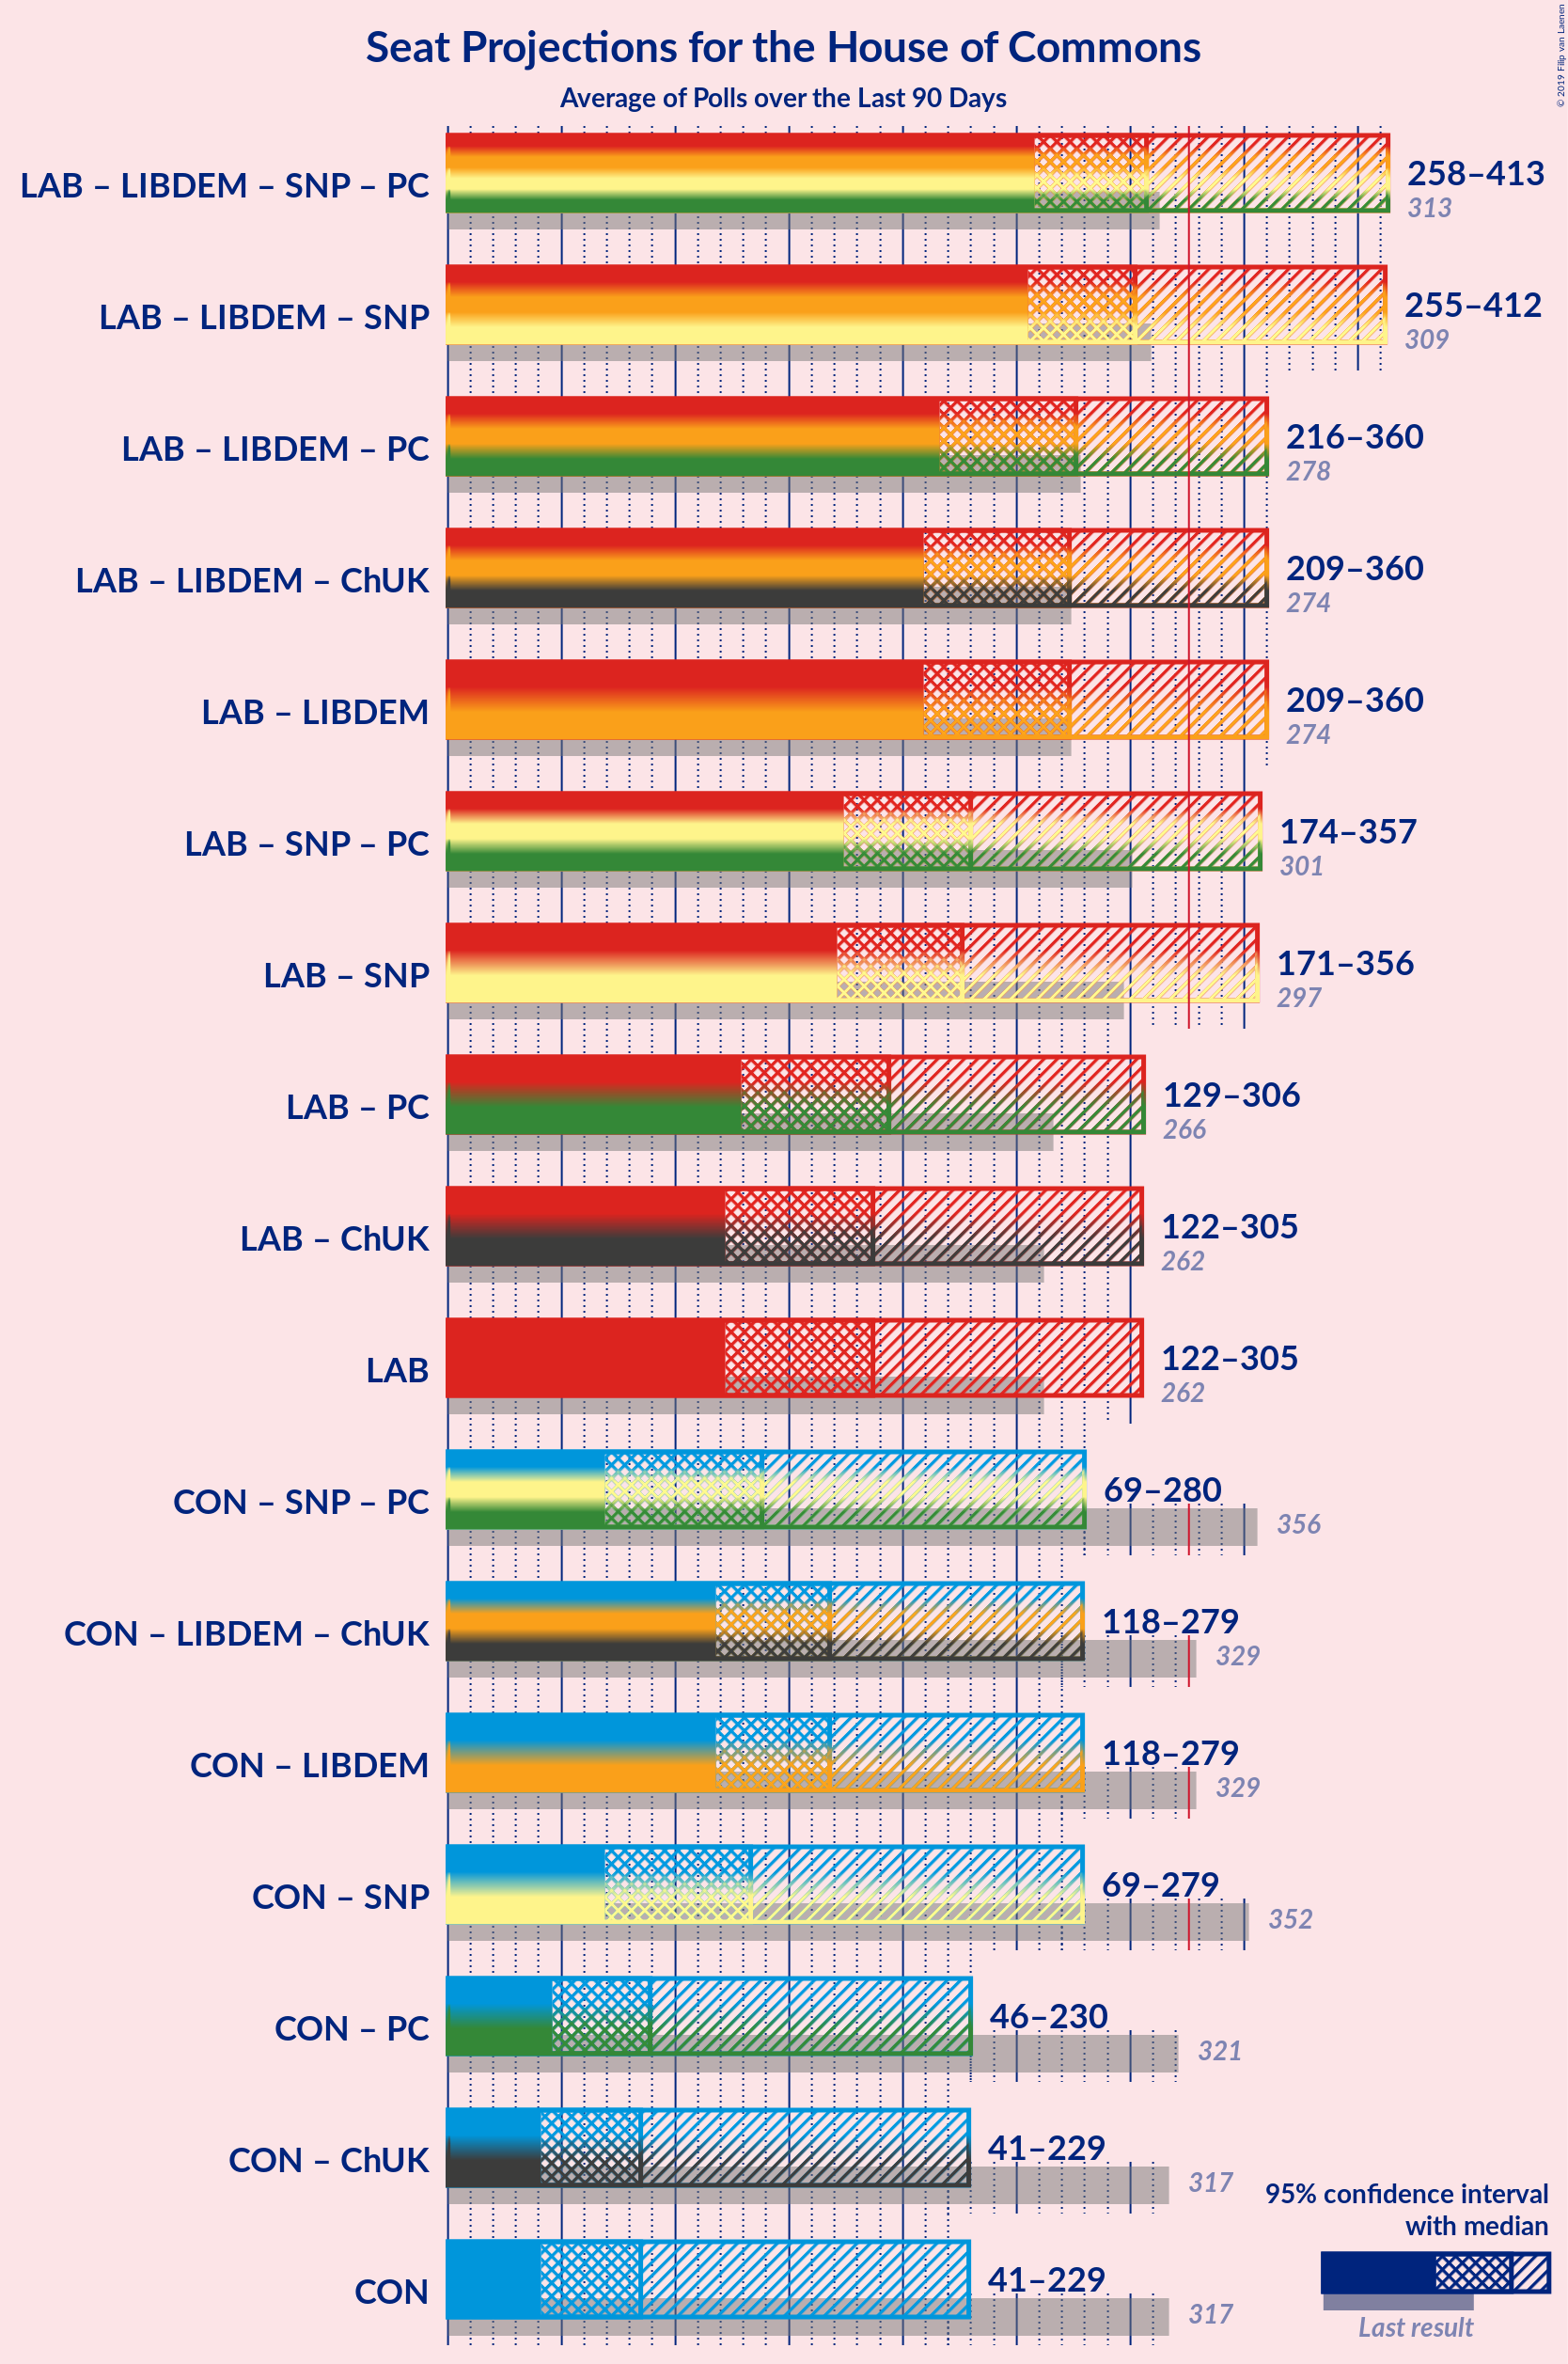 © 2019 Filip van Laenen
Seat Projections for the House of Commons
Average of Polls over the Last 90 Days
LAB – LIBDEM – SNP – PC
258–413
313
LAB – LIBDEM – SNP
255–412
309
LAB – LIBDEM – PC
216–360
278
LAB – LIBDEM – ChUK
209–360
274
LAB – LIBDEM
209–360
274
LAB – SNP – PC
174–357
301
LAB – SNP
171–356
297
LAB – PC
129–306
266
LAB – ChUK
122–305
262
LAB
122–305
262
CON – SNP – PC
69–280
356
CON – LIBDEM – ChUK
118–279
329
CON – LIBDEM
118–279
329
CON – SNP
69–279
352
CON – PC
46–230
321
CON – ChUK
41–229
317
CON
41–229
317
95% confidence interval
with median
Last result